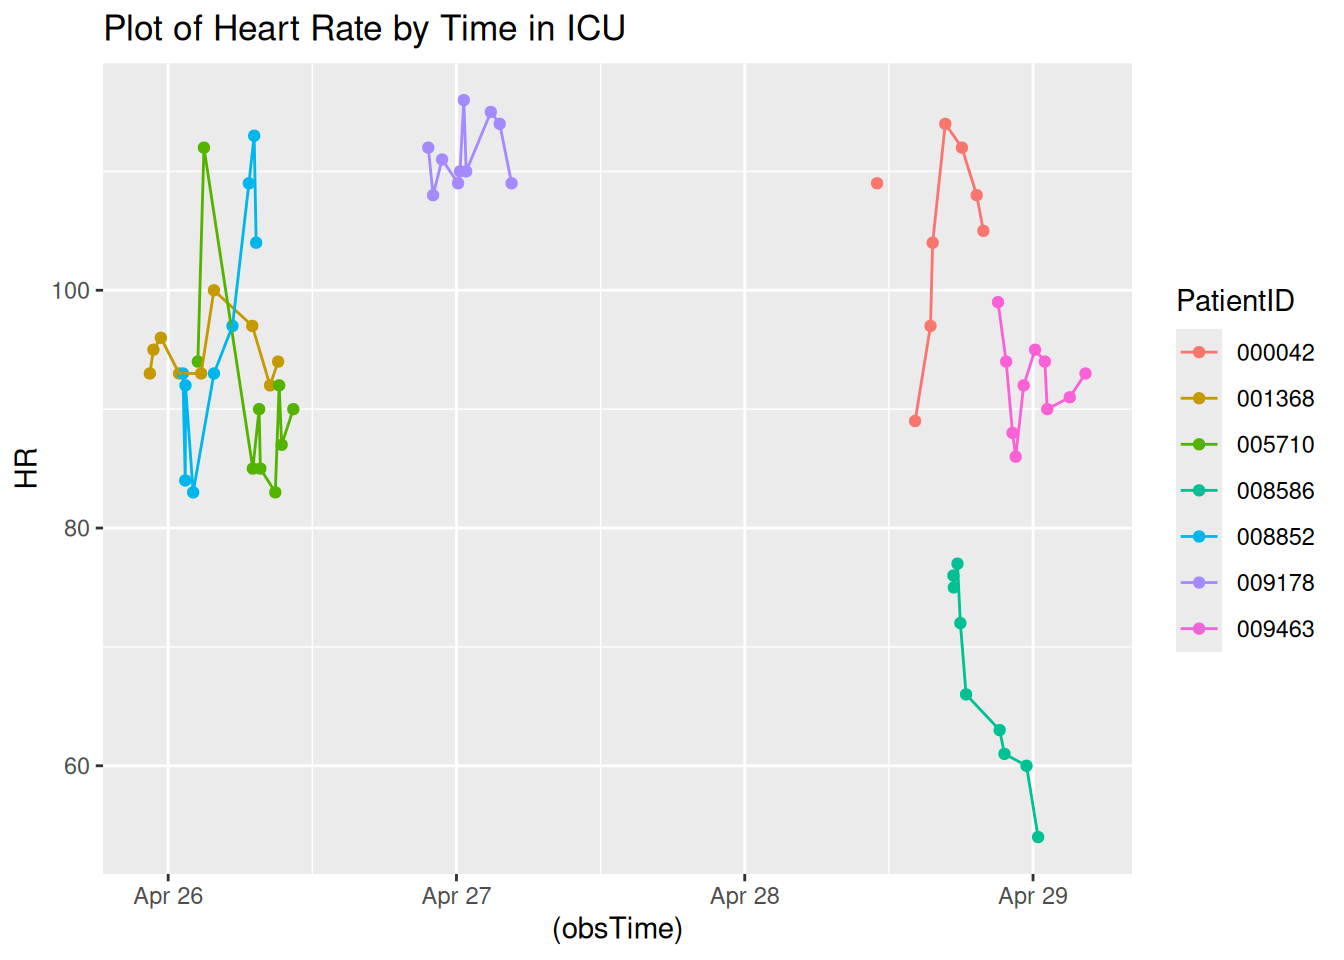 Plot of Heart Rate by Time in ICU
HR
100
80
60
Apr 26
Apr 27
Apr 28
Apr 29
(obsTime)
PatientID
000042
001368
005710
008586
008852
009178
009463